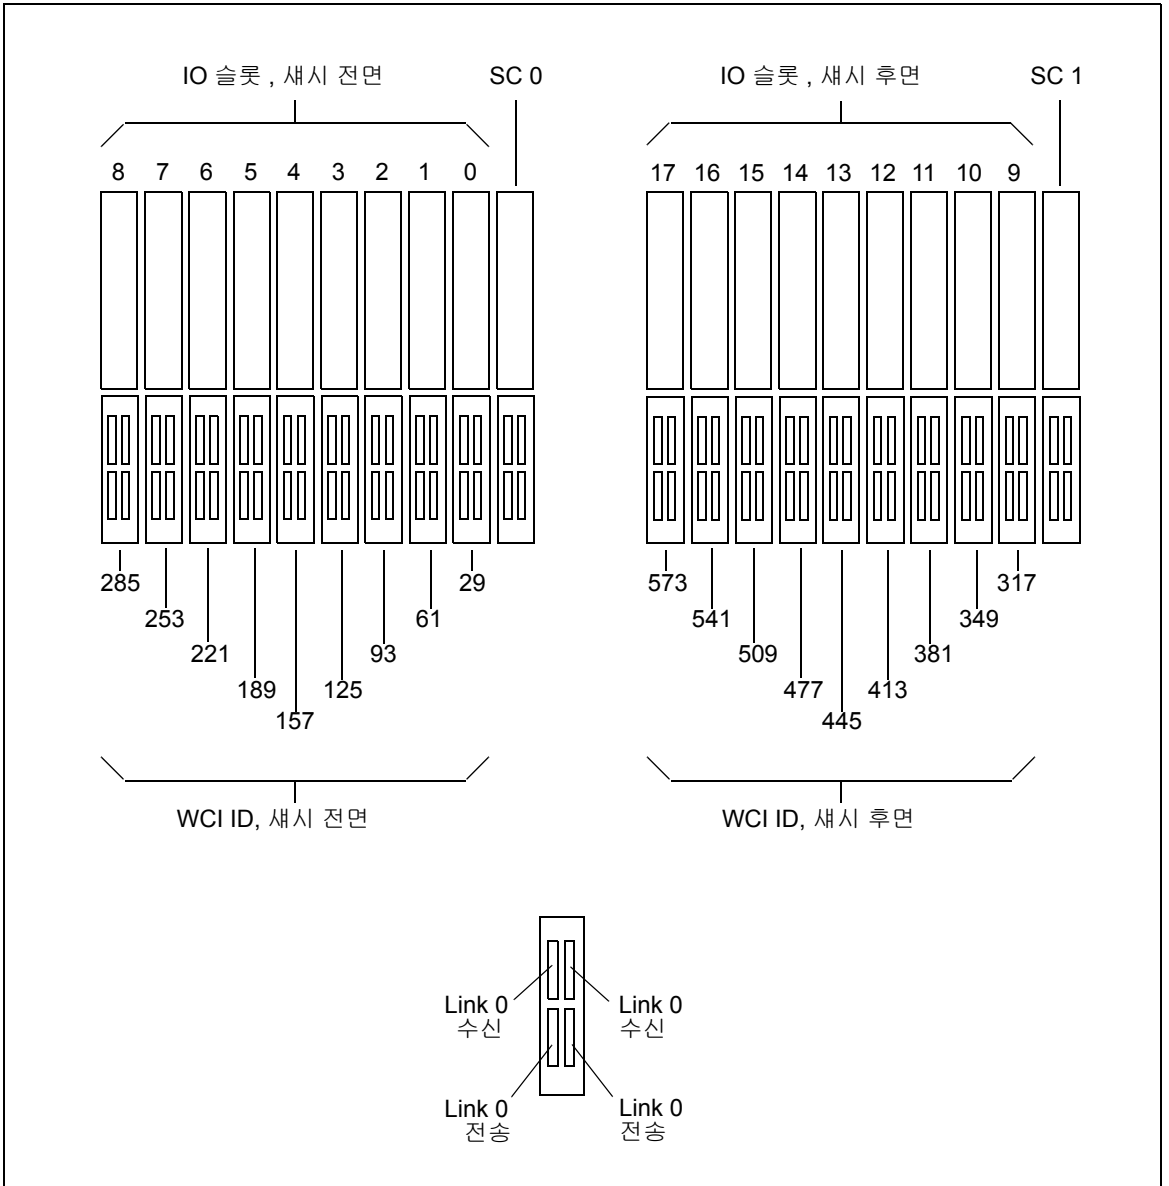 IO 슬롯 , 섀시 전면
SC 0
IO 슬롯 , 섀시 후면
SC 1
8 7 6 5 4 3 2 1 0
17 16 15 14 13 12 11 10 9
285
253
221
189
157
125
93
61
29
573
541
509
477
445
413
381
349
317
WCI ID, 섀시 전면
WCI ID, 섀시 후면
Link 0
수신
Link 0
수신
Link 0
전송
Link 0
전송